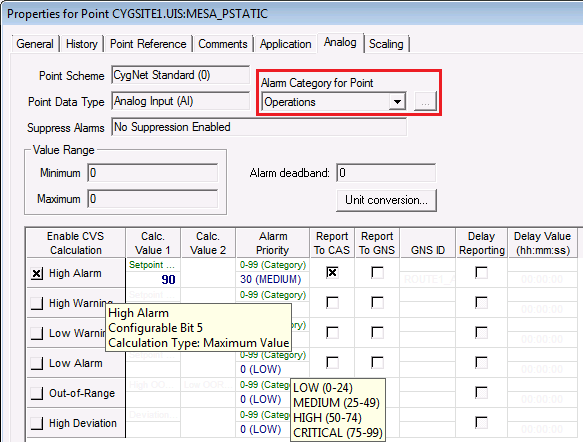 Properties for Point CYGSITE1.UIS:MESA_PSTATIC
General History Point Reference Comments Application Analog Scaling
Point Scheme CygNet Standard (0)
Alarm Category for Point
Point Data Type Analog Input (AI) Operations ...
Suppress Alarms No Suppression Enabled
Value Range
Minimum 0 Alarm deadband: 0
Maximum 0 Unit conversion...
Enable CVS Calculation Calc. Value 1 Calc. Value 2 Alarm Priority Report To CAS Report To GNS GNS ID Delay Reporting Delay Value (hh:mm:ss)
High Alarm Setpoint ... 90 0-99 (Category) 30 (MEDIUM)
High Warning 0-99 (Category)
High Alarm
Configurable Bit 5
Calculation Type: Maximum Value
Low Warning
Low Alarm 0-99 (Category) 0 (LOW)
Out-of-Range 0-99 (Category) 0 (LOW)
High Deviation 0-99 (Category) 0 (LOW)
LOW (0-24)
MEDIUM (25-49)
HIGH (50-74)
CRITICAL (75-99)